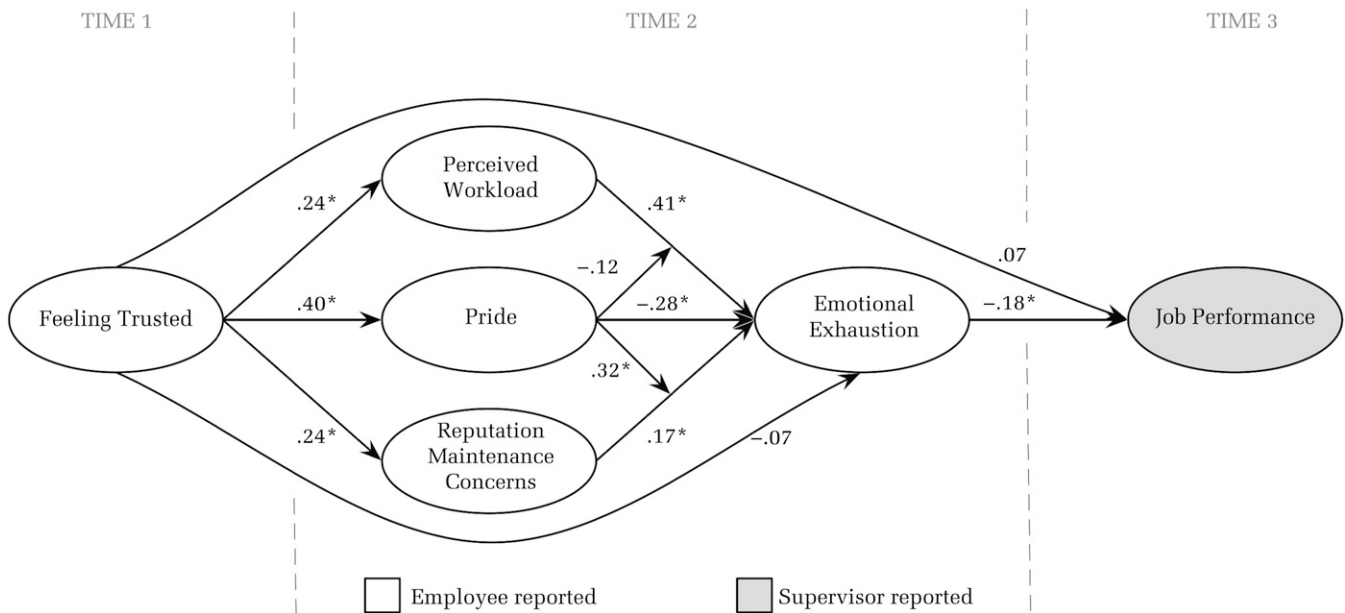 TIME 1
TIME 2
TIME 3
Perceived
Workload
.24*
.41*
−.12
.07
Feeling Trusted
.40*
Pride
−.28*
Emotional
Exhaustion
−.18*
Job Performance
.32*
.24*
Reputation
Maintenance
Concerns
.17*
−.07
Employee reported
Supervisor reported